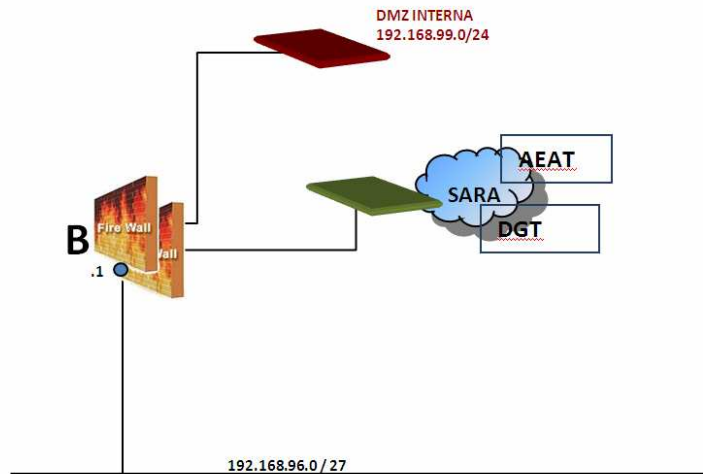 DMZ INTERNA
192.168.99.0/24
AEAT
SARA
DGT
B
Fire Wall
Wall
.1
192.168.96.0 / 27